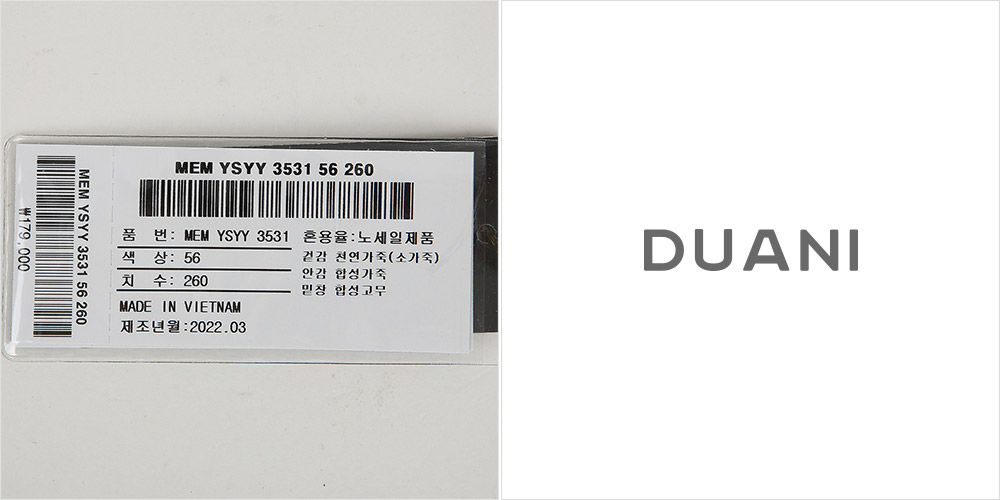 MEM YSYY 3531 56 260
₩179,000
MEM YSYY 3531 56 260
품 번: MEM YSYY 3531
색 상: 56
치 수: 260
MADE IN VIETNAM
제조년월:2022.03
혼용율:노세일제품
겉감 천연가죽(소가죽)
안감 합성가죽
밑창 합성고무
DUANI